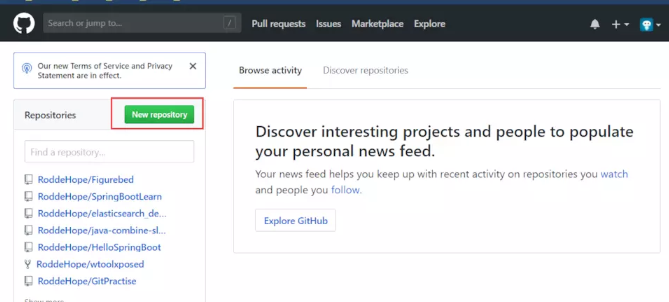 Search or jump to...
/
Pull requests Issues Marketplace Explore
Our new Terms of Service and Privacy
Statement are in effect.
Browse activity Discover repositories
Repositories
New repository
Find a repository...
RoddeHope/Figurebed
RoddeHope/SpringBootLearn
RoddeHope/elasticsearch_de...
RoddeHope/java-combine-sl...
RoddeHope/HelloSpringBoot
RoddeHope/wtoolxposed
RoddeHope/GitPractise
Show more
Discover interesting projects and people to populate
your personal news feed.
Your news feed helps you keep up with recent activity on repositories you watch
and people you follow.
Explore GitHub